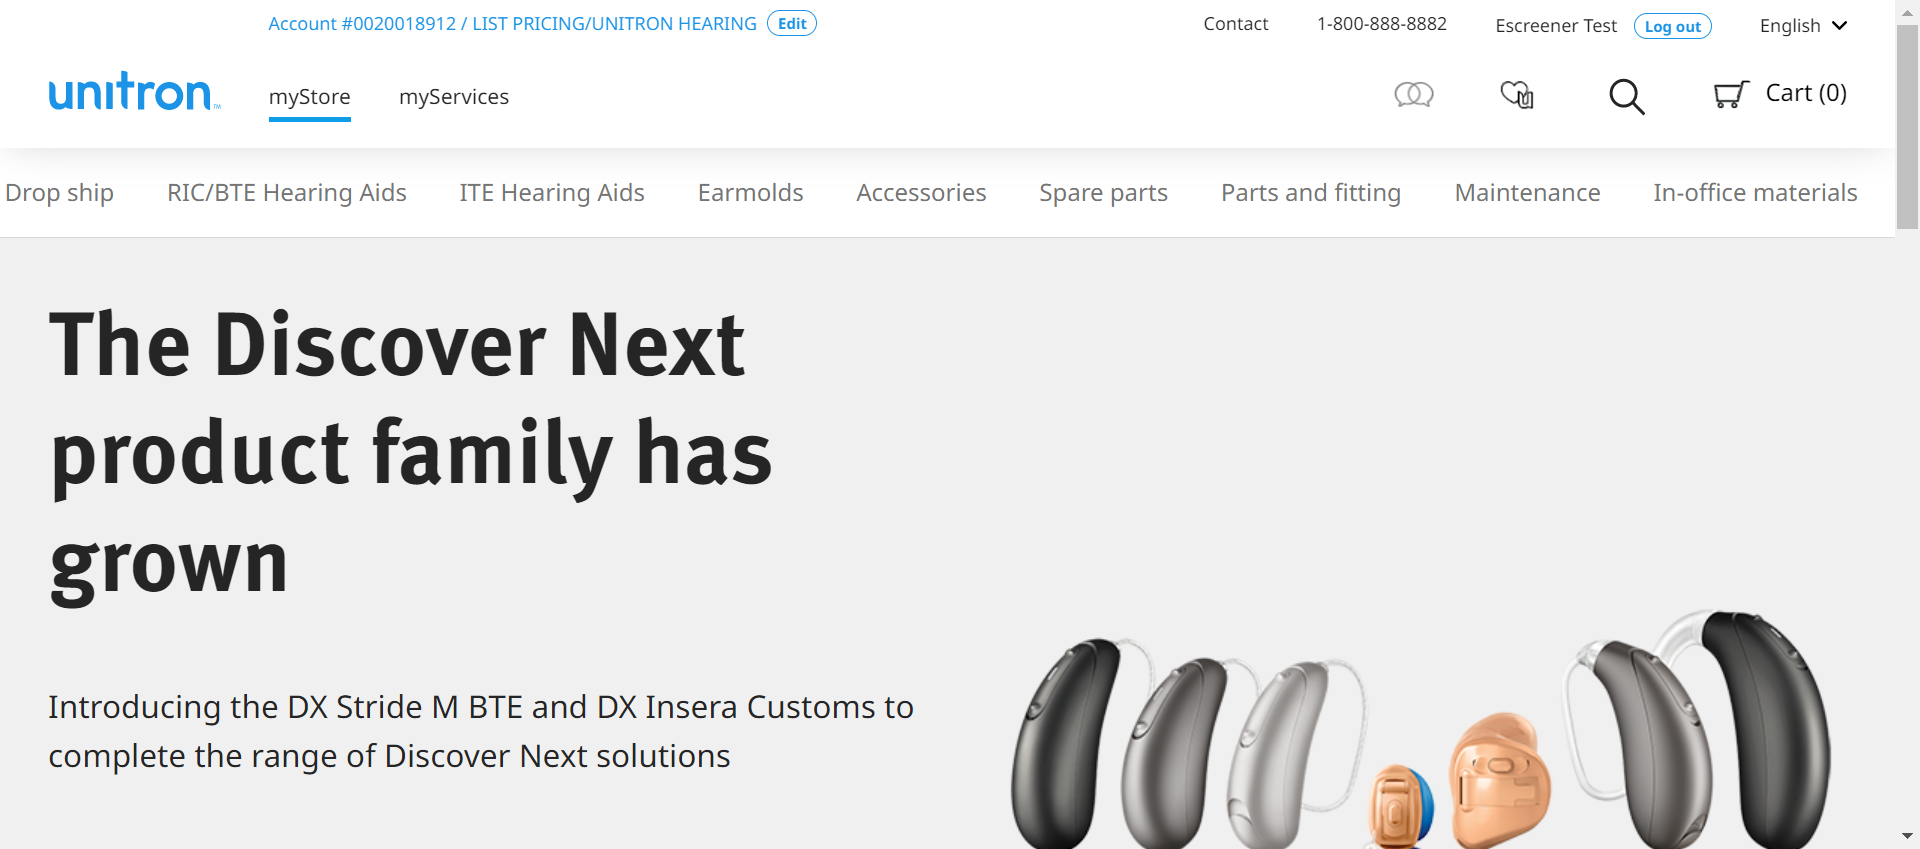 Account #0020018912 / LIST PRICING/UNITRON HEARING Edit
Contact 1-800-888-8882 Escreener Test Log out English
unitron™ myStore myServices Cart (0)
Drop ship RIC/BTE Hearing Aids ITE Hearing Aids Earmolds Accessories Spare parts Parts and fitting Maintenance In-office materials
The Discover Next
product family has
grown
Introducing the DX Stride M BTE and DX Insera Customs to
complete the range of Discover Next solutions